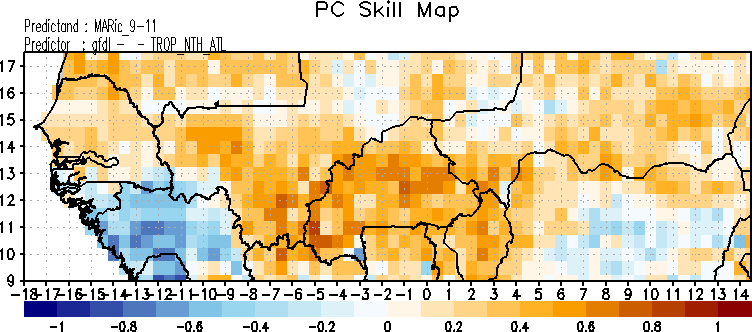 PC Skill Map
Predictand : MARic_9-11
Predictor : gfdl - - TROP_NTH_ATL
17
16
15
14
13
12
11
10
9
-18 -17 -16 -15 -14 -13 -12 -11 -10 -9 -8 -7 -6 -5 -4 -3 -2 -1 0 1 2 3 4 5 6 7 8 9 10 11 12 13 14
-1 -0.8 -0.6 -0.4 -0.2 0 0.2 0.4 0.6 0.8 1